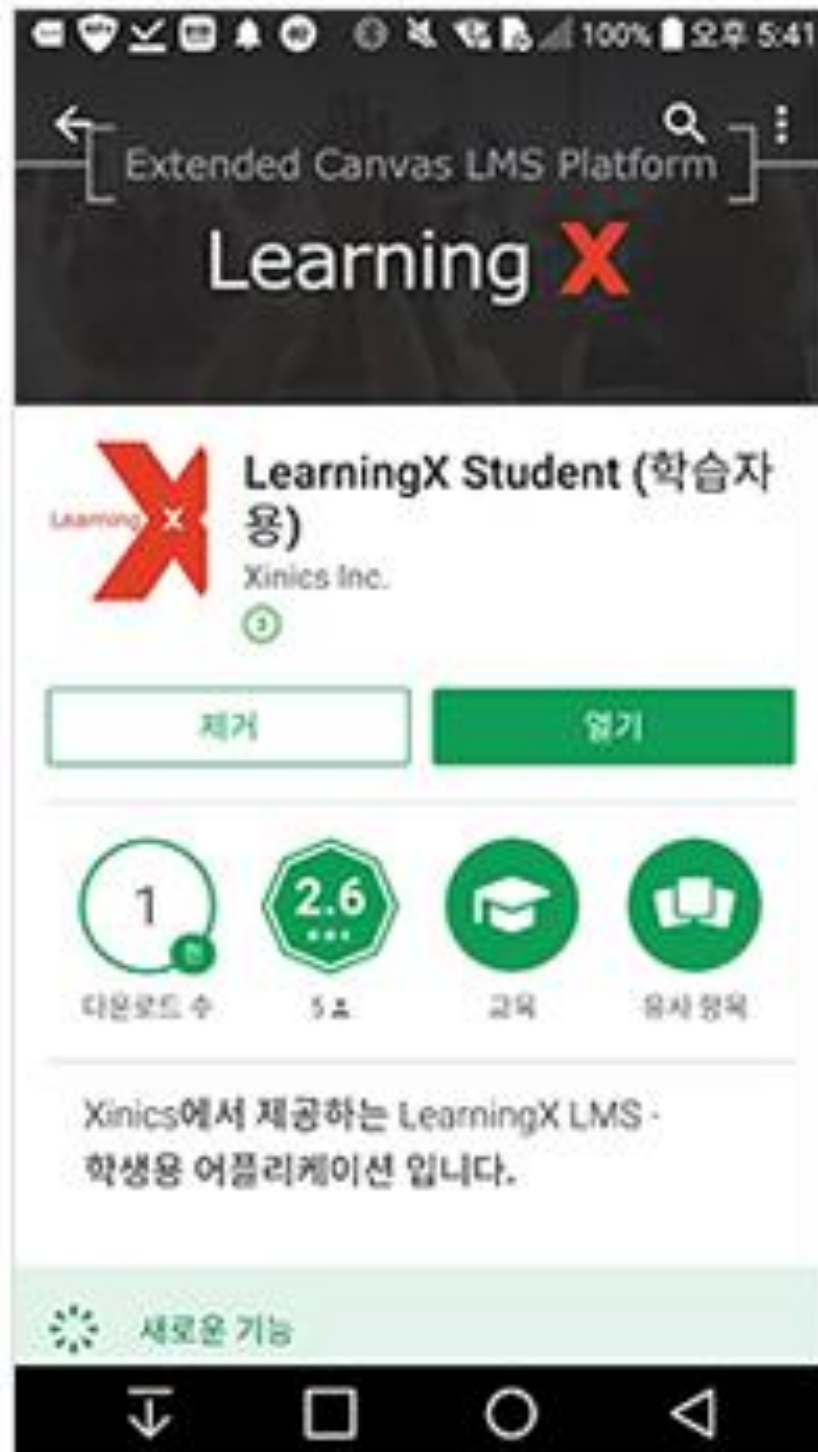 100% 오후 5:41
Extended Canvas LMS Platform
Learning X
Learning X
LearningX Student (학습자
용)
Xinics Inc.
3
제거
열기
1
천
2.6
다운로드 수
5
교육
유사 항목
Xinics에서 제공하는 LearningX LMS -
학생용 어플리케이션 입니다.
새로운 기능